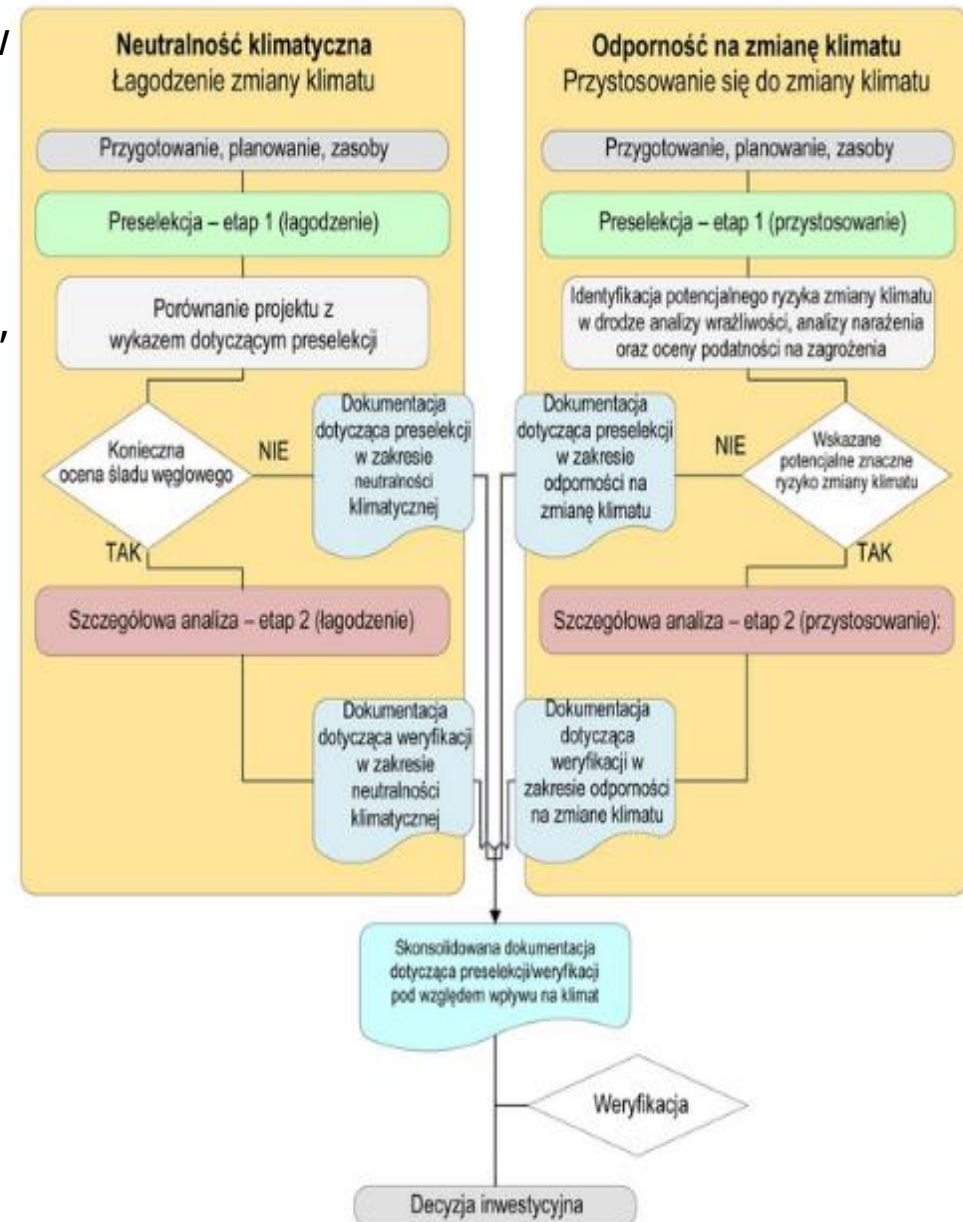 Neutralność klimatyczna
Łagodzenie zmiany klimatu
Przygotowanie, planowanie, zasoby
Preselekcja – etap 1 (łagodzenie)
Porównanie projektu z
wykazem dotyczącym preselekcji
Konieczna
ocena śladu węglowego
NIE
Dokumentacja
dotycząca preselekcji
w zakresie
neutralności
klimatycznej
TAK
Szczegółowa analiza – etap 2 (łagodzenie)
Dokumentacja
dotycząca weryfikacji
w zakresie
neutralności
klimatycznej
Odporność na zmianę klimatu
Przystosowanie się do zmiany klimatu
Przygotowanie, planowanie, zasoby
Preselekcja – etap 1 (przystosowanie)
Identyfikacja potencjalnego ryzyka zmiany klimatu
w drodze analizy wrażliwości, analizy narażenia
oraz oceny podatności na zagrożenia
Dokumentacja
dotycząca preselekcji
w zakresie
odporności na
zmianę klimatu
NIE
Wskazane
potencjalne znaczne
ryzyko zmiany klimatu
TAK
Szczegółowa analiza – etap 2 (przystosowanie):
Dokumentacja
dotycząca
weryfikacji w
zakresie odporności
na zmiane klimatu
Skonsolidowana dokumentacja
dotycząca preselekcji/weryfikacji
pod względem wpływu na klimat
Weryfikacja
Decyzja inwestycyjna